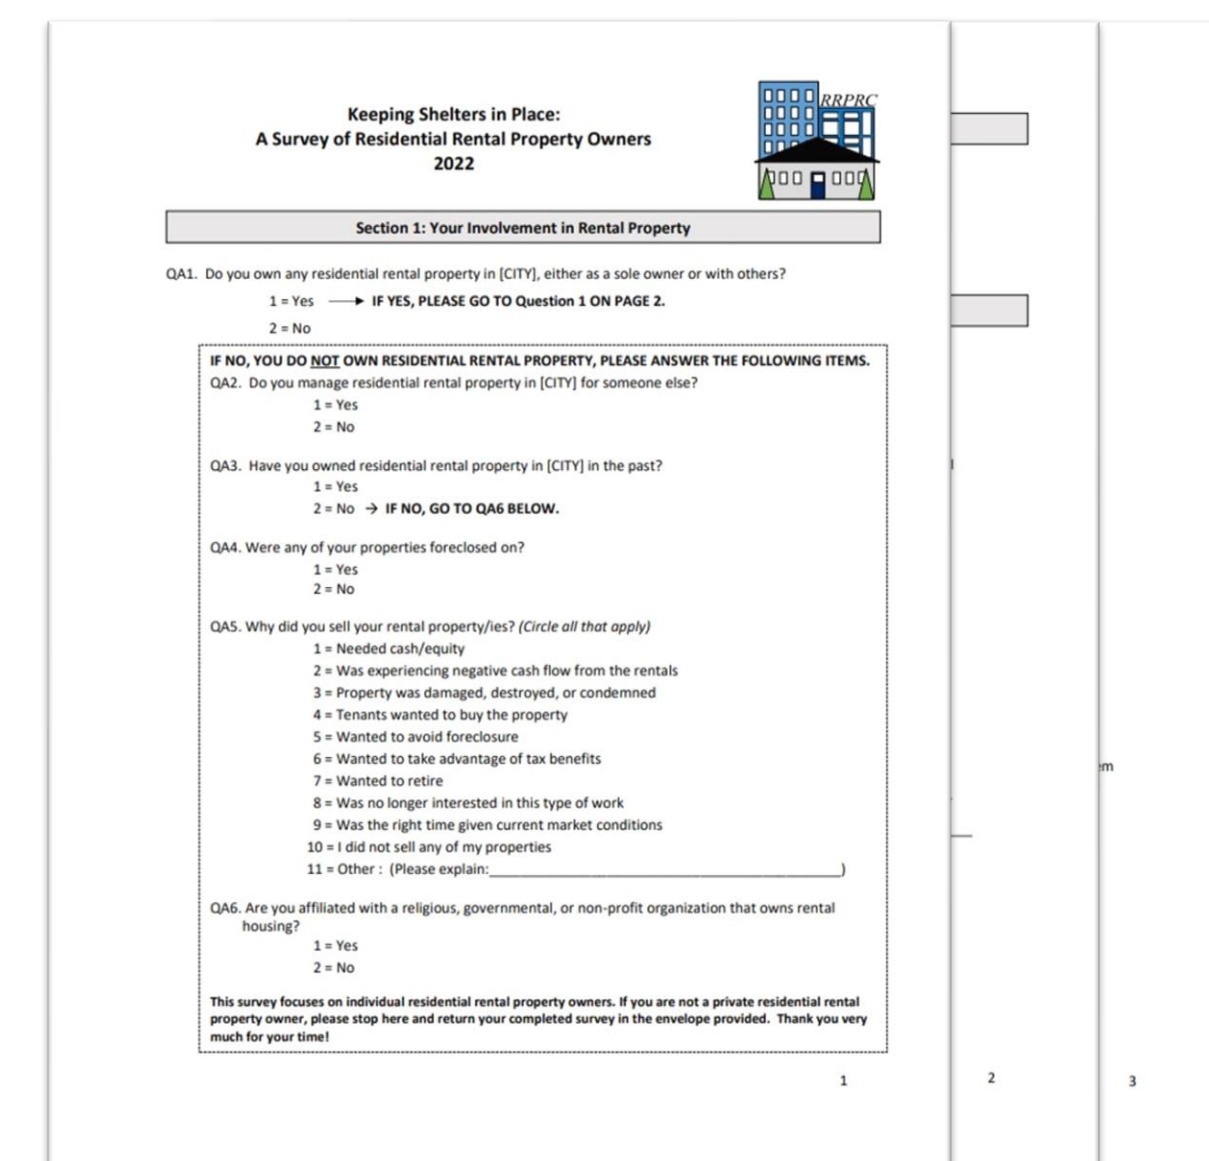 Keeping Shelters in Place:
A Survey of Residential Rental Property Owners
2022
RRPRC
Section 1: Your Involvement in Rental Property
QA1. Do you own any residential rental property in [CITY], either as a sole owner or with others?
1 = Yes ⟶ IF YES, PLEASE GO TO Question 1 ON PAGE 2.
2 = No
IF NO, YOU DO NOT OWN RESIDENTIAL RENTAL PROPERTY, PLEASE ANSWER THE FOLLOWING ITEMS.
QA2. Do you manage residential rental property in [CITY] for someone else?
1 = Yes
2 = No
QA3. Have you owned residential rental property in [CITY] in the past?
1 = Yes
2 = No → IF NO, GO TO QA6 BELOW.
QA4. Were any of your properties foreclosed on?
1 = Yes
2 = No
QA5. Why did you sell your rental property/ies? (Circle all that apply)
1 = Needed cash/equity
2 = Was experiencing negative cash flow from the rentals
3 = Property was damaged, destroyed, or condemned
4 = Tenants wanted to buy the property
5 = Wanted to avoid foreclosure
6 = Wanted to take advantage of tax benefits
7 = Wanted to retire
8 = Was no longer interested in this type of work
9 = Was the right time given current market conditions
10 = I did not sell any of my properties
11 = Other : (Please explain:________________________________________)
QA6. Are you affiliated with a religious, governmental, or non-profit organization that owns rental
housing?
1 = Yes
2 = No
This survey focuses on individual residential rental property owners. If you are not a private residential rental
property owner, please stop here and return your completed survey in the envelope provided. Thank you very
much for your time!
1
2
3